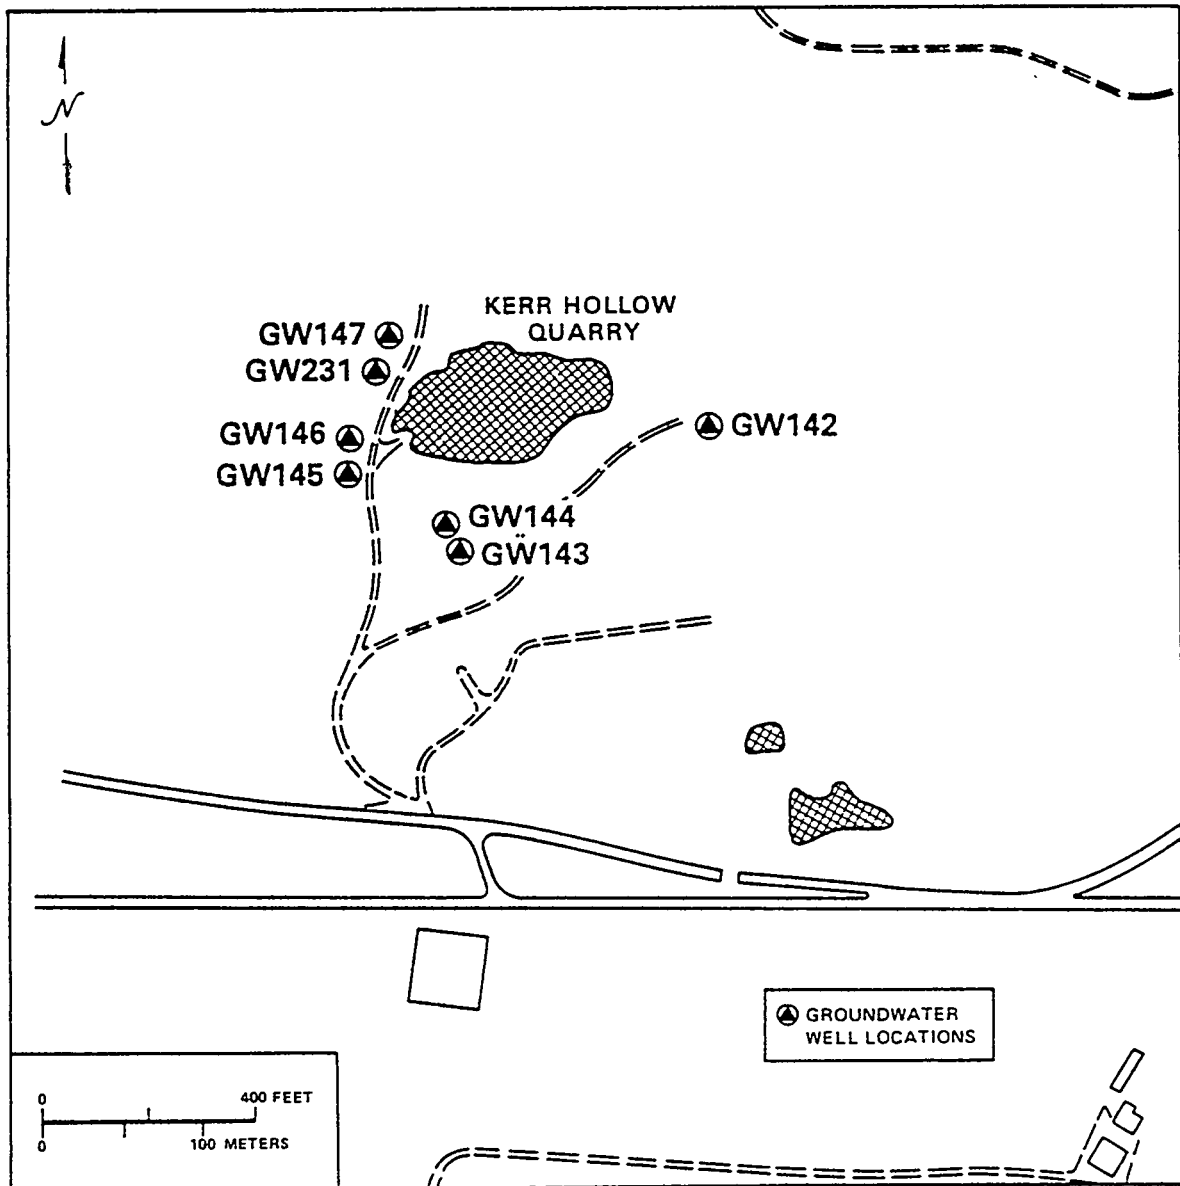 N
KERR HOLLOW
QUARRY
GW147
GW231
GW146
GW145
GW142
GW144
GW143
GROUNDWATER
WELL LOCATIONS
0 400 FEET
0 100 METERS